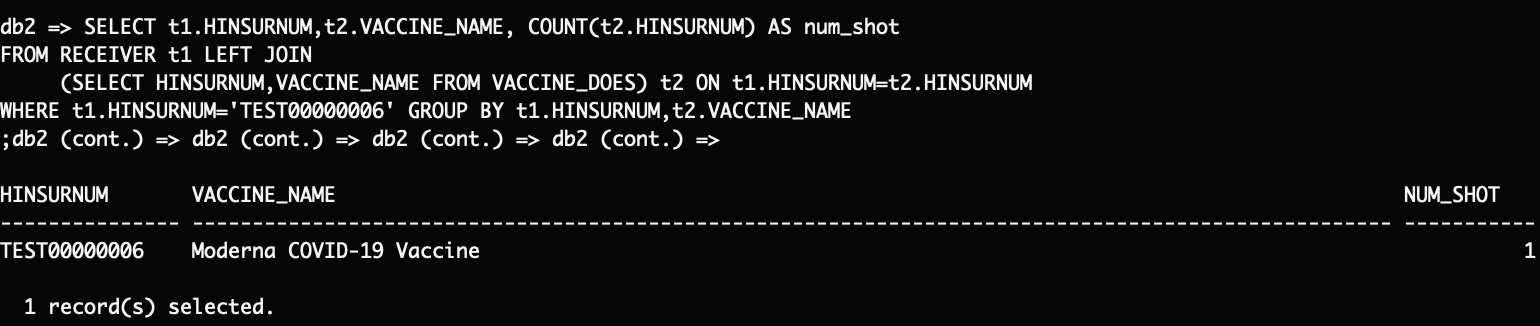 db2 => SELECT t1.HINSURNUM,t2.VACCINE_NAME, COUNT(t2.HINSURNUM) AS num_shot
FROM RECEIVER t1 LEFT JOIN
     (SELECT HINSURNUM,VACCINE_NAME FROM VACCINE_DOES) t2 ON t1.HINSURNUM=t2.HINSURNUM
WHERE t1.HINSURNUM='TEST00000006' GROUP BY t1.HINSURNUM,t2.VACCINE_NAME
;db2 (cont.) => db2 (cont.) => db2 (cont.) => db2 (cont.) =>
HINSURNUM       VACCINE_NAME                                                                                         NUM_SHOT
--------------- ---------------------------------------------------------------------------------------------------- -----------
TEST00000006    Moderna COVID-19 Vaccine                                                                                       1
  1 record(s) selected.